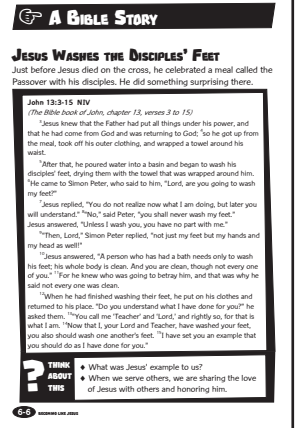 A BIBLE STORY
JESUS WASHES THE DISCIPLES' FEET
Just before Jesus died on the cross, he celebrated a meal called the
Passover with his disciples. He did something surprising there.
John 13:3-15 NIV
(The Bible book of John, chapter 13, verses 3 to 15)
3Jesus knew that the Father had put all things under his power, and
that he had come from God and was returning to God; 4so he got up from
the meal, took off his outer clothing, and wrapped a towel around his
waist.
5After that, he poured water into a basin and began to wash his
disciples' feet, drying them with the towel that was wrapped around him.
6He came to Simon Peter, who said to him, "Lord, are you going to wash
my feet?"
7Jesus replied, "You do not realize now what I am doing, but later you
will understand." 8"No," said Peter, "you shall never wash my feet."
Jesus answered, "Unless I wash you, you have no part with me."
9"Then, Lord," Simon Peter replied, "not just my feet but my hands and
my head as well!"
10Jesus answered, "A person who has had a bath needs only to wash
his feet; his whole body is clean. And you are clean, though not every one
of you." 11For he knew who was going to betray him, and that was why he
said not every one was clean.
12When he had finished washing their feet, he put on his clothes and
returned to his place. "Do you understand what I have done for you?" he
asked them. 13"You call me 'Teacher' and 'Lord,' and rightly so, for that is
what I am. 14Now that I, your Lord and Teacher, have washed your feet,
you also should wash one another's feet. 15I have set you an example that
you should do as I have done for you."
?
THINK
ABOUT
THIS
♦ What was Jesus' example to us?
♦ When we serve others, we are sharing the love
of Jesus with others and honoring him.
6-6 BECOMING LIKE JESUS